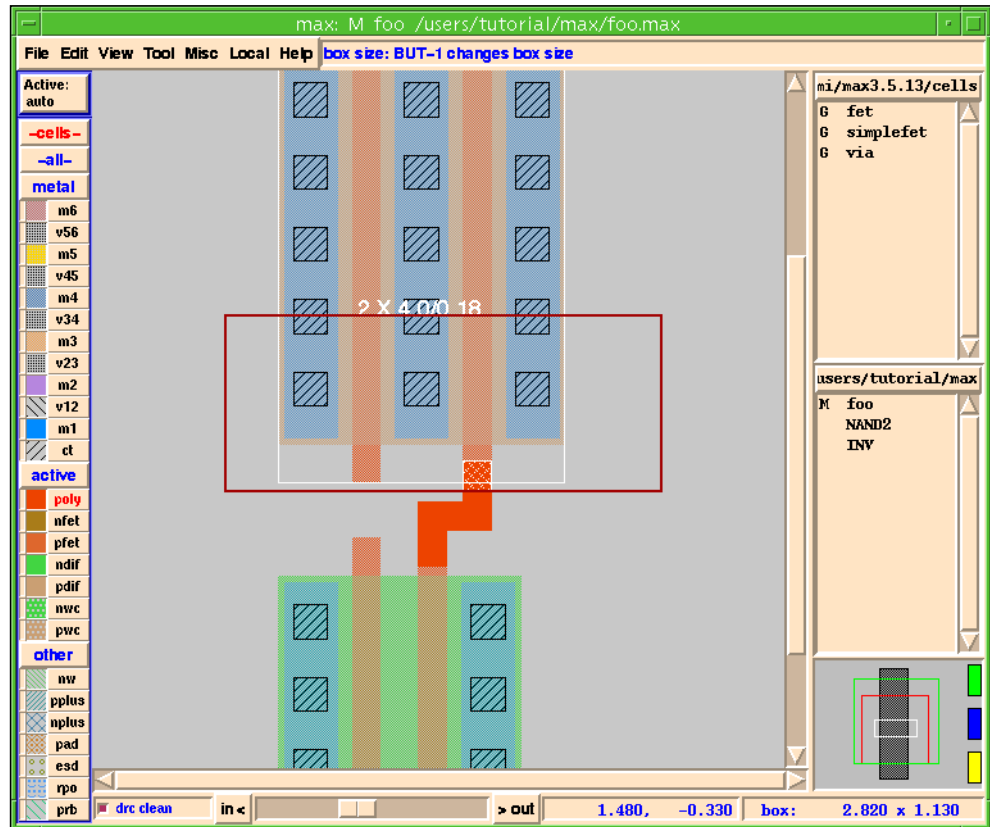 max: M foo /users/tutorial/max/foo.max
File Edit View Tool Misc Local Help box size: BUT-1 changes box size
Active:
auto
-cells-
-all-
metal
m6
v56
m5
v45
m4
v34
m3
v23
m2
v12
m1
ct
active
poly
nfet
pfet
ndif
pdif
nwc
pwc
other
nw
pplus
nplus
pad
esd
rpo
prb
2 X 4.0/0.18
mi/max3.5.13/cells
G fet
G simplefet
G via
users/tutorial/max
M foo
NAND2
INV
drc clean in < > out 1.480, -0.330 box: 2.820 x 1.130